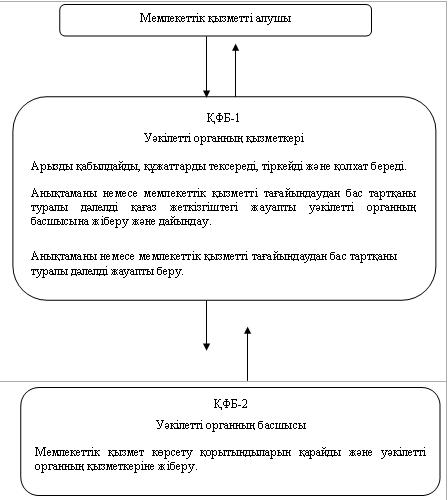 Мемлекеттік қызметті алушы
ҚФБ-1
Уәкілетті органның қызметкері
Арызды қабылдайды, құжаттарды тексереді, тіркейді және қолхат береді.
Анықтаманы немесе мемлекеттік қызметті тағайындаудан бас тартқаны
туралы дәлелді қағаз жеткізгіштегі жауапты уәкілетті органның
басшысына жіберу және дайындау.
Анықтаманы немесе мемлекеттік қызметті тағайындаудан бас тартқаны
туралы дәлелді жауапты беру.
ҚФБ-2
Уәкілетті органның басшысы
Мемлекеттік қызмет көрсету қорытындыларын қарайды және уәкілетті
органның қызметкеріне жіберу.